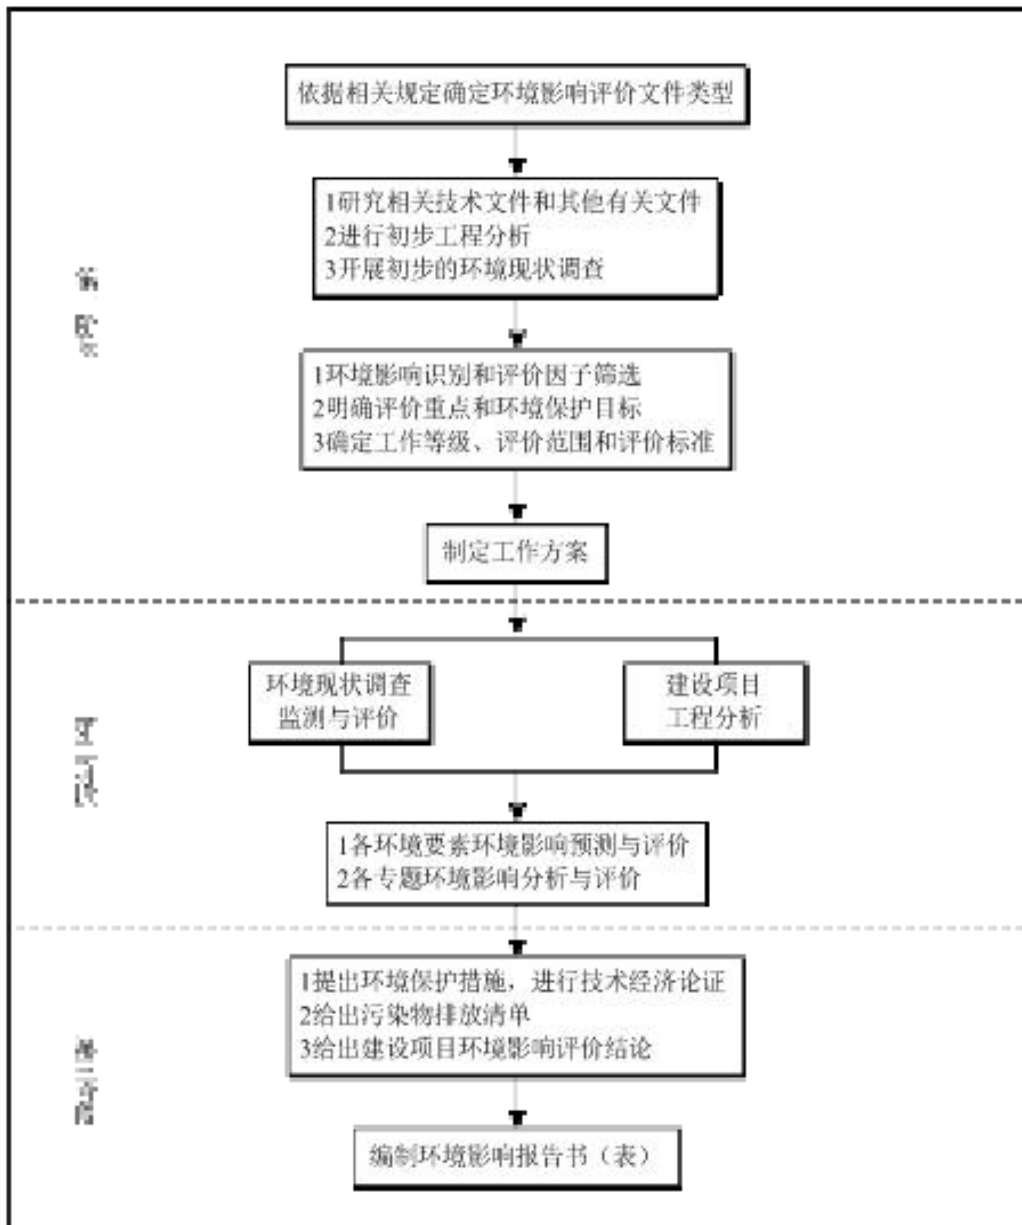 依据相关规定确定环境影响评价文件类型
1研究相关技术文件和其他有关文件
2进行初步工程分析
3开展初步的环境现状调查
1环境影响识别和评价因子筛选
2明确评价重点和环境保护目标
3确定工作等级、评价范围和评价标准
制定工作方案
环境现状调查
监测与评价
建设项目
工程分析
1各环境要素环境影响预测与评价
2各专题环境影响分析与评价
1提出环境保护措施，进行技术经济论证
2给出污染物排放清单
3给出建设项目环境影响评价结论
编制环境影响报告书（表）